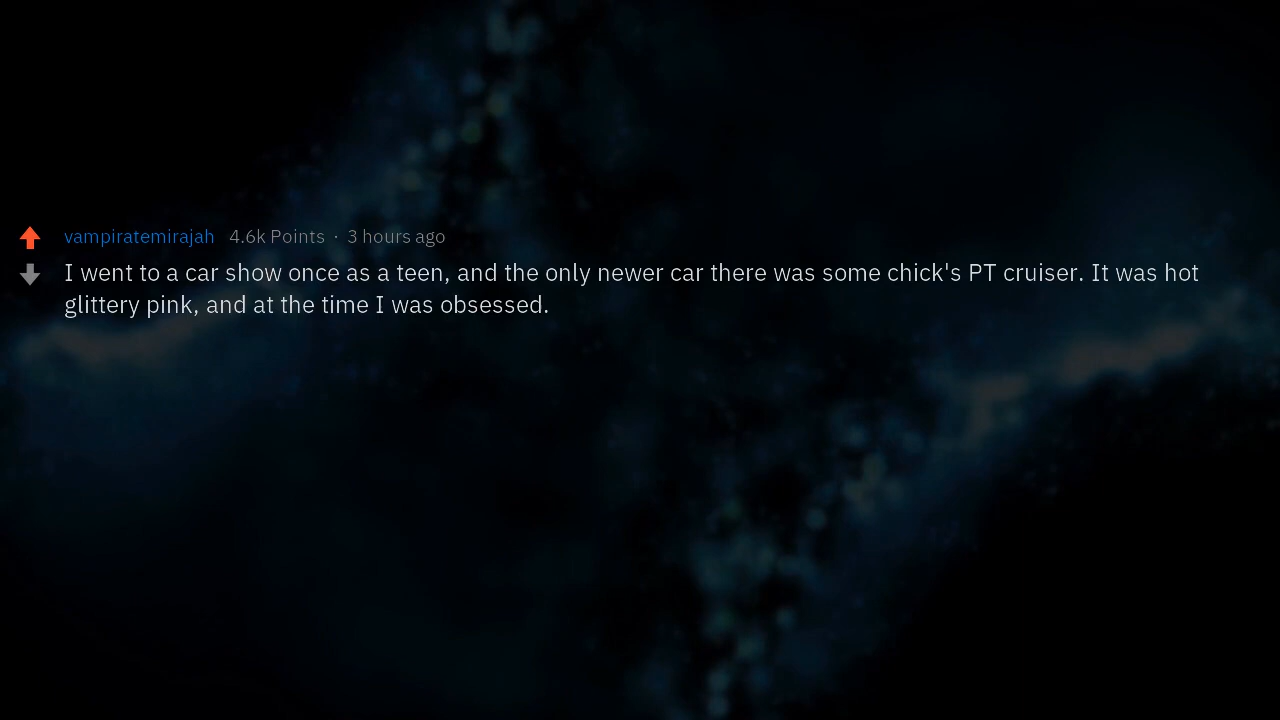 vampiratemirajah 4.6k Points · 3 hours ago
I went to a car show once as a teen, and the only newer car there was some chick's PT cruiser. It was hot
glittery pink, and at the time I was obsessed.